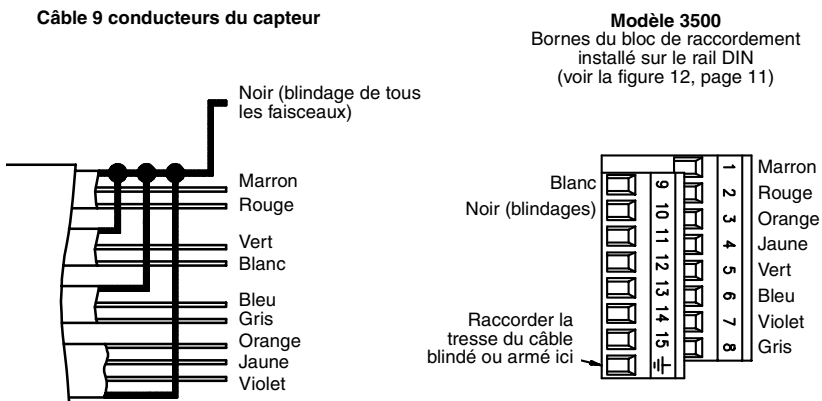 Câble 9 conducteurs du capteur
Noir (blindage de tous
les faisceaux)
Marron
Rouge
Vert
Blanc
Bleu
Gris
Orange
Jaune
Violet
Modèle 3500
Bornes du bloc de raccordement
installé sur le rail DIN
(voir la figure 12, page 11)
Blanc
Noir (blindages)
Raccorder la
tresse du câble
blindé ou armé ici
9
10
11
12
13
14
15
1
2
3
4
5
6
7
8
Marron
Rouge
Orange
Jaune
Vert
Bleu
Violet
Gris